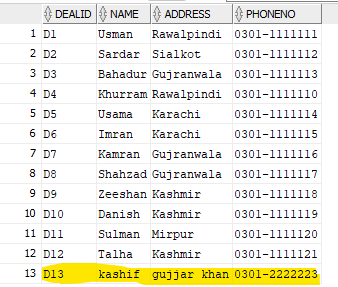 DEALID NAME ADDRESS PHONENO
1 D1 Usman Rawalpindi 0301-1111111
2 D2 Sardar Sialkot 0301-1111112
3 D3 Bahadur Gujranwala 0301-1111113
4 D4 Khurram Rawalpindi 0301-1111110
5 D5 Usama Karachi 0301-1111114
6 D6 Imran Karachi 0301-1111115
7 D7 Kamran Gujranwala 0301-1111116
8 D8 Shahzad Gujranwala 0301-1111117
9 D9 Zeeshan Kashmir 0301-1111118
10 D10 Danish Kashmir 0301-1111119
11 D11 Sulman Mirpur 0301-1111120
12 D12 Talha Kashmir 0301-1111121
13 D13 kashif gujjar khan 0301-2222223